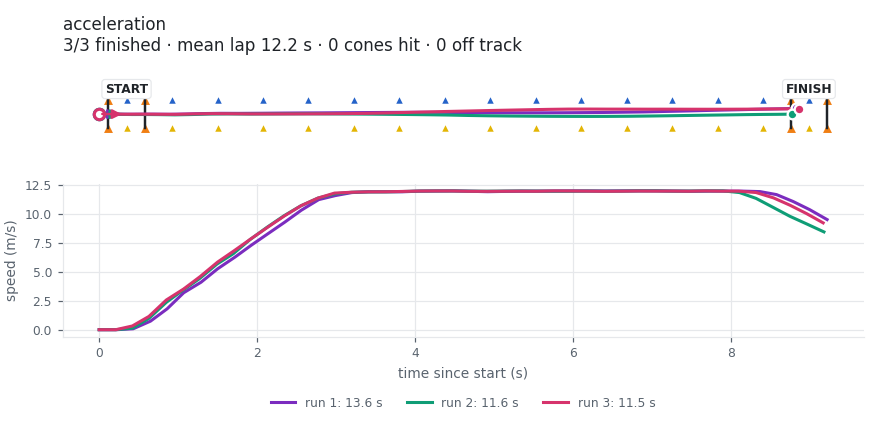 acceleration
3/3 finished · mean lap 12.2 s · 0 cones hit · 0 off track
START
FINISH
12.5
10.0
7.5
5.0
2.5
0.0
speed (m/s)
0
2
4
6
8
time since start (s)
run 1: 13.6 s
run 2: 11.6 s
run 3: 11.5 s